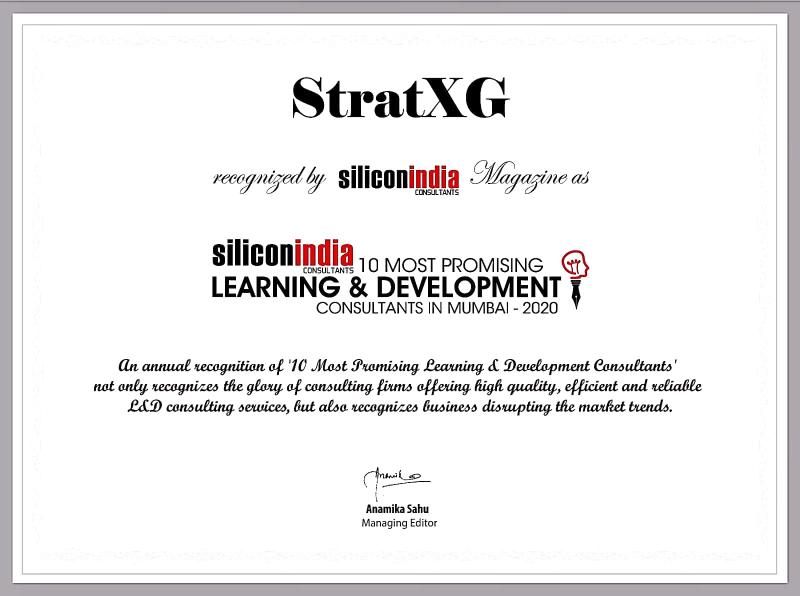 StratXG
recognized by siliconindia CONSULTANTS Magazine as
siliconindia
CONSULTANTS 10 MOST PROMISING
LEARNING & DEVELOPMENT
CONSULTANTS IN MUMBAI - 2020
An annual recognition of '10 Most Promising Learning & Development Consultants'
not only recognizes the glory of consulting firms offering high quality, efficient and reliable
L&D consulting services, but also recognizes business disrupting the market trends.
Anamika
Anamika Sahu
Managing Editor